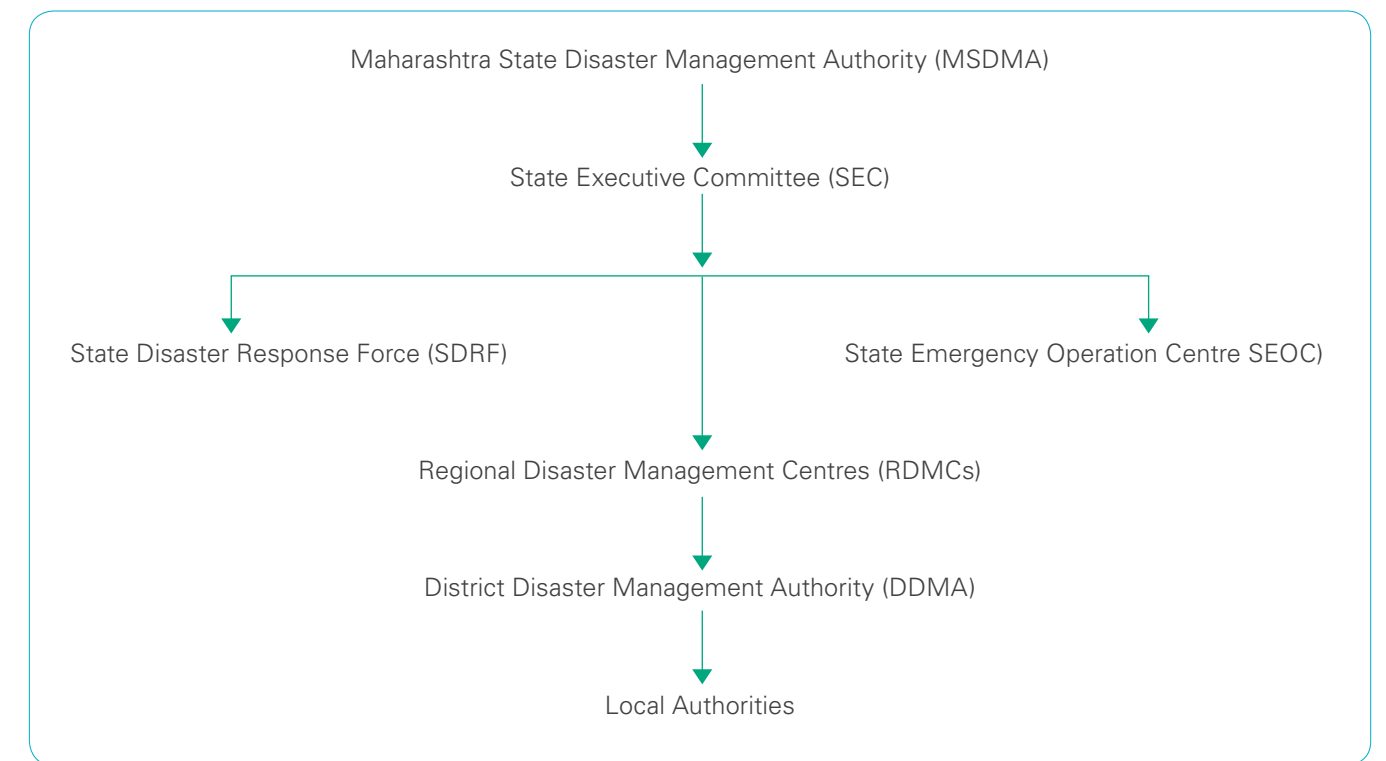 Maharashtra State Disaster Management Authority (MSDMA)
State Executive Committee (SEC)
State Disaster Response Force (SDRF)
State Emergency Operation Centre SEOC)
Regional Disaster Management Centres (RDMCs)
District Disaster Management Authority (DDMA)
Local Authorities